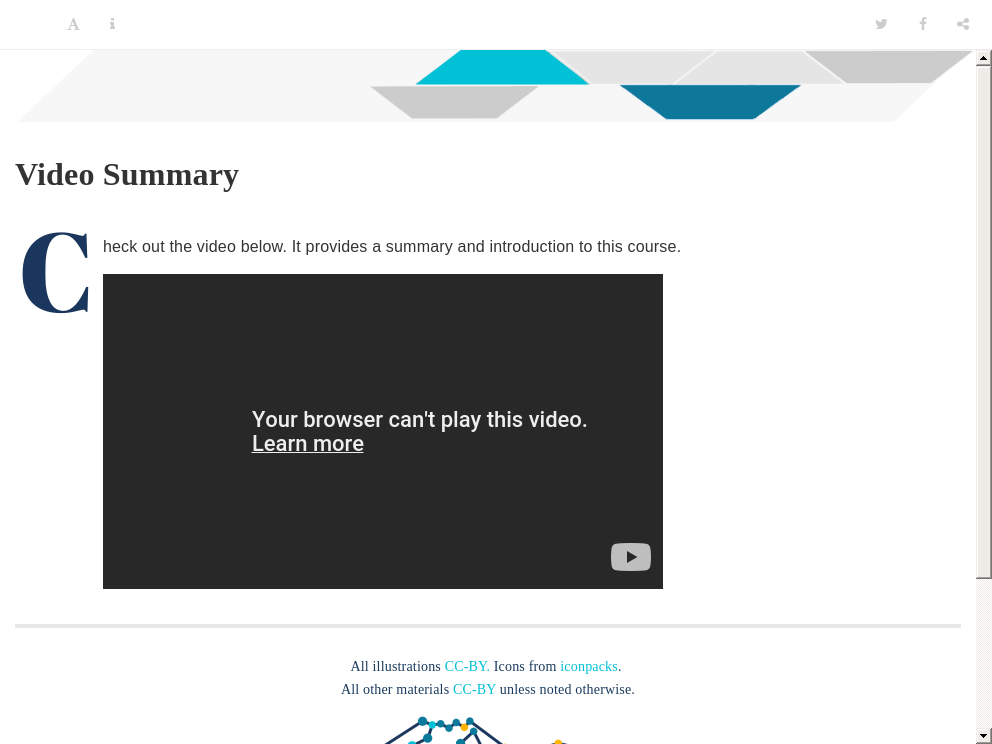 Video Summary
Check out the video below. It provides a summary and introduction to this course.
Your browser can't play this video.
Learn more
All illustrations CC-BY. Icons from iconpacks.
All other materials CC-BY unless noted otherwise.